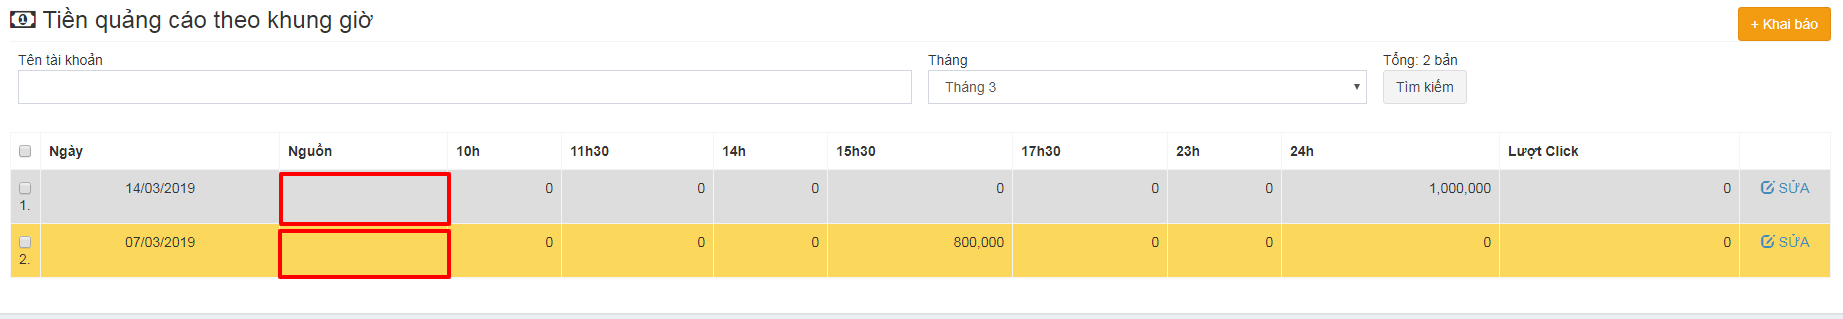 Tiền quảng cáo theo khung giờ
+ Khai báo
Tên tài khoản
Tháng
Tổng: 2 bản
Tháng 3
Tìm kiếm
Ngày Nguồn 10h 11h30 14h 15h30 17h30 23h 24h Lượt Click
1. 14/03/2019 0 0 0 0 0 0 1,000,000 0 SỬA
2. 07/03/2019 0 0 0 800,000 0 0 0 0 SỬA